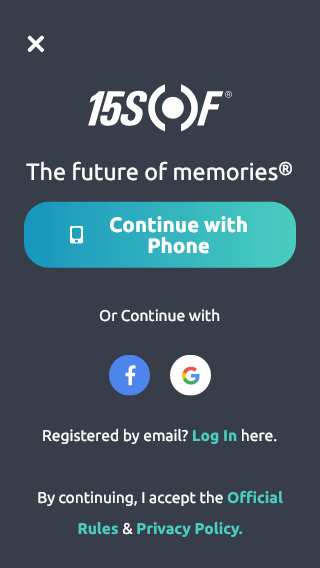 15SOF®
The future of memories®
Continue with
Phone
Or Continue with
Registered by email? Log In here.
By continuing, I accept the Official
Rules & Privacy Policy.